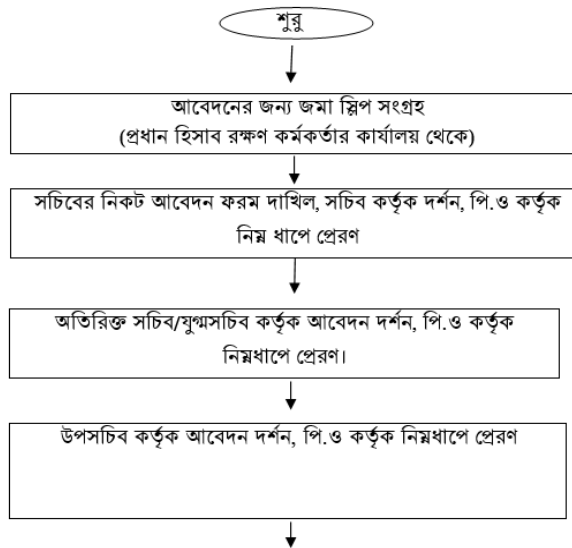 শুরু
আবেদনের জন্য জমা স্লিপ সংগ্রহ
(প্রধান হিসাব রক্ষণ কর্মকর্তার কার্যালয় থেকে)
সচিবের নিকট আবেদন ফরম দাখিল, সচিব কর্তৃক দর্শন, পি.ও কর্তৃক
নিম্ন ধাপে প্রেরণ
অতিরিক্ত সচিব/যুগ্মসচিব কর্তৃক আবেদন দর্শন, পি.ও কর্তৃক
নিম্নধাপে প্রেরণ।
উপসচিব কর্তৃক আবেদন দর্শন, পি.ও কর্তৃক নিম্নধাপে প্রেরণ